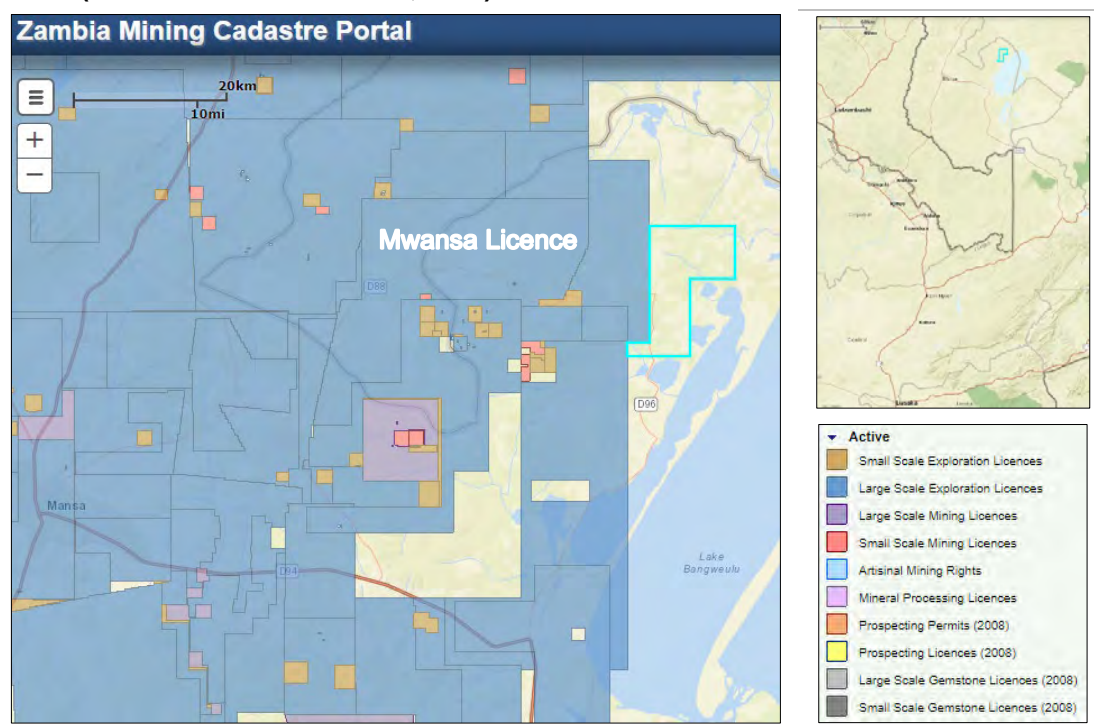 Zambia Mining Cadastre Portal
20km
10mi
Mwansa Licence
D88
D96
Mansa
D94
Lake
Bangweulu
Lubumbashi
Lusaka
Active
Small Scale Exploration Licences
Large Scale Exploration Licences
Large Scale Mining Licences
Small Scale Mining Licences
Artisinal Mining Rights
Mineral Processing Licences
Prospecting Permits (2008)
Prospecting Licences (2008)
Large Scale Gemstone Licences (2008)
Small Scale Gemstone Licences (2008)